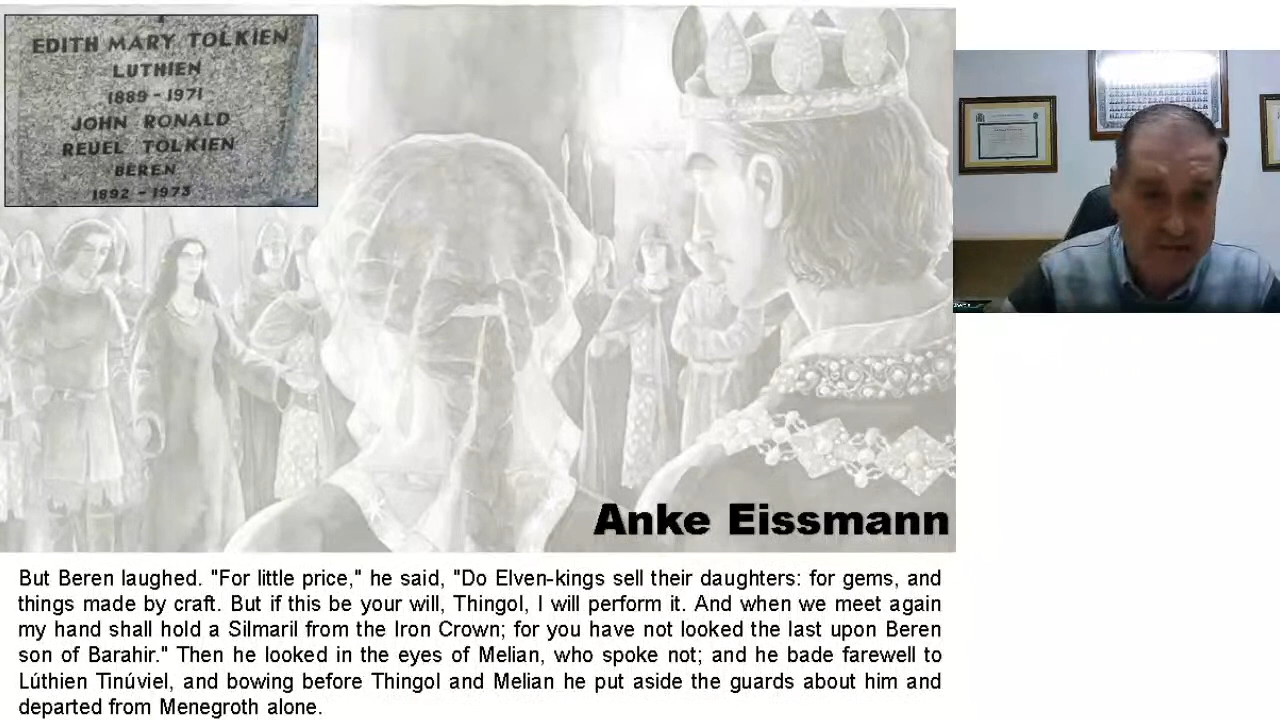 EDITH MARY TOLKIEN
LUTHIEN
1889 - 1971
JOHN RONALD
REUEL TOLKIEN
BEREN
1892 - 1973
Anke Eissmann
But Beren laughed. "For little price," he said, "Do Elven-kings sell their daughters: for gems, and
things made by craft. But if this be your will, Thingol, I will perform it. And when we meet again
my hand shall hold a Silmaril from the Iron Crown; for you have not looked the last upon Beren
son of Barahir." Then he looked in the eyes of Melian, who spoke not; and he bade farewell to
Lúthien Tinúviel, and bowing before Thingol and Melian he put aside the guards about him and
departed from Menegroth alone.